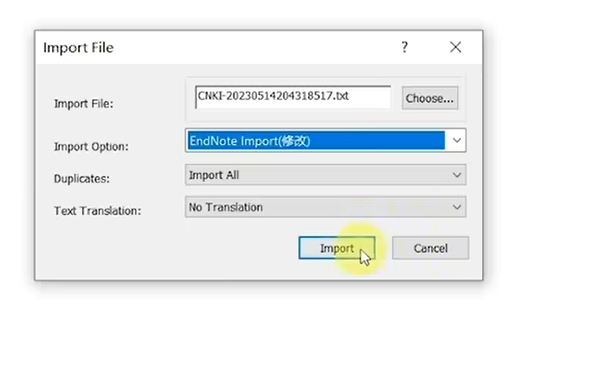 Import File
?
Import File:
CNKI-20230514204318517.txt
Choose...
Import Option:
EndNote Import(修改)
Duplicates:
Import All
Text Translation:
No Translation
Import
Cancel